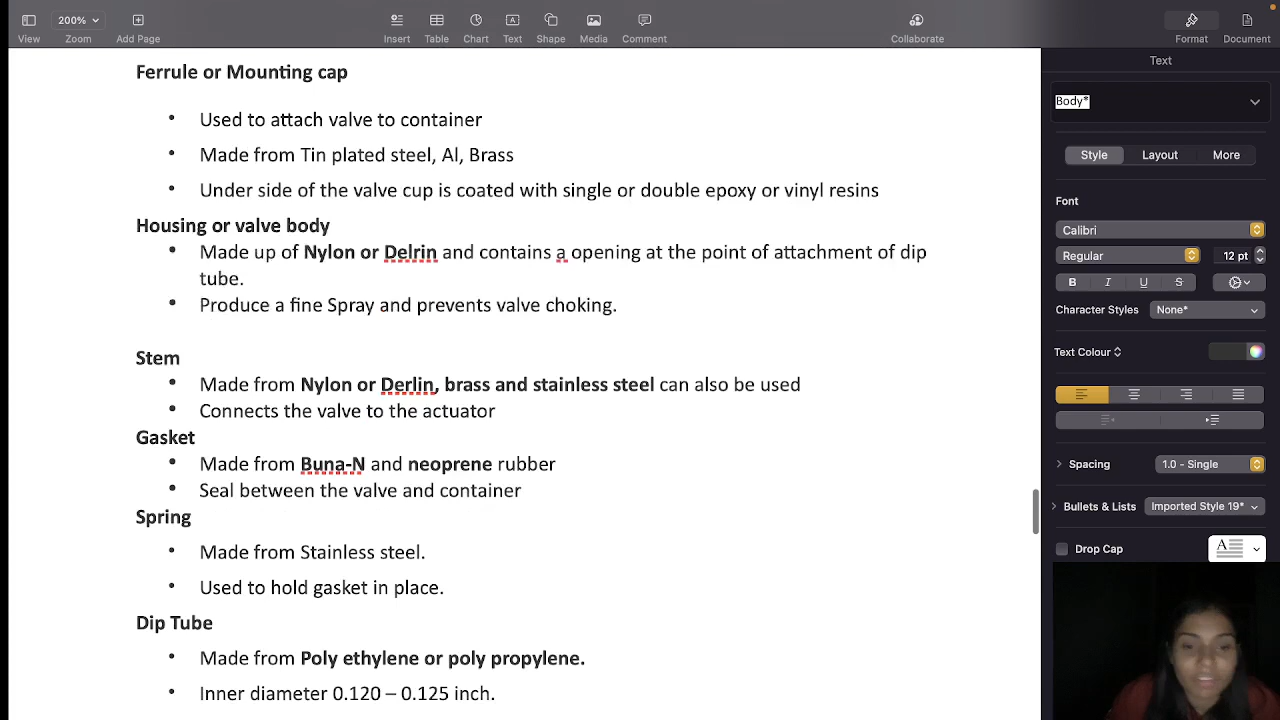 200%
View
Zoom
Add Page
Insert
Table
Chart
Text
Shape
Media
Comment
Collaborate
Format
Document
Ferrule or Mounting cap
• Used to attach valve to container
• Made from Tin plated steel, Al, Brass
• Under side of the valve cup is coated with single or double epoxy or vinyl resins
Housing or valve body
• Made up of Nylon or Delrin and contains a opening at the point of attachment of dip
tube.
• Produce a fine Spray and prevents valve choking.
Stem
• Made from Nylon or Derlin, brass and stainless steel can also be used
• Connects the valve to the actuator
Gasket
• Made from Buna-N and neoprene rubber
• Seal between the valve and container
Spring
• Made from Stainless steel.
• Used to hold gasket in place.
Dip Tube
• Made from Poly ethylene or poly propylene.
• Inner diameter 0.120 – 0.125 inch.
Text
Body*
Style
Layout
More
Font
Calibri
Regular
12 pt
B I U S
Character Styles
None*
Text Colour
Spacing
1.0 - Single
Bullets & Lists
Imported Style 19*
Drop Cap
A